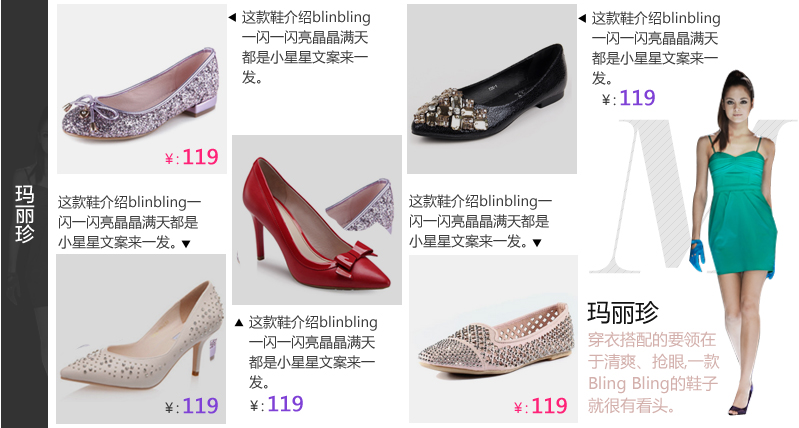 玛丽珍
这款鞋介绍blinbling
一闪一闪亮晶晶满天
都是小星星文案来一
发。
¥:119
这款鞋介绍blinbling一
闪一闪亮晶晶满天都是
小星星文案来一发。
¥:119
这款鞋介绍blinbling
一闪一闪亮晶晶满天
都是小星星文案来一
发。
¥:119
这款鞋介绍blinbling
一闪一闪亮晶晶满天
都是小星星文案来一
发。
¥:119
这款鞋介绍blinbling一
闪一闪亮晶晶满天都是
小星星文案来一发。
¥:119
M
玛丽珍
穿衣搭配的要领在
于清爽、抢眼,一款
Bling Bling的鞋子
就很有看头。